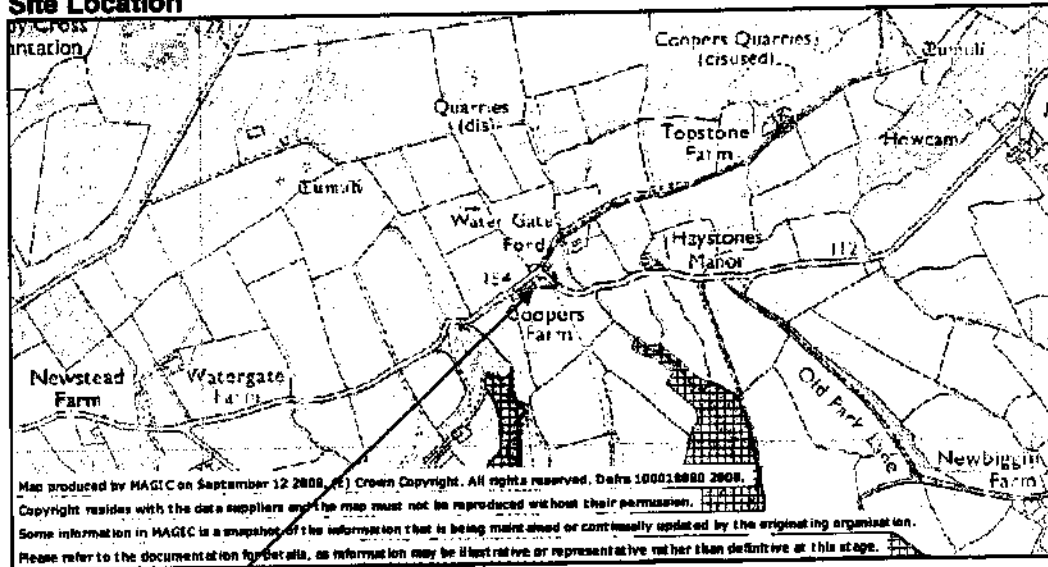 Site Location
y Cross
ntation
Coopers Quarries
(disused)
Tumuli
Quarries
(dis)
Topstone
Farm
Howcam
Tumuli
Water Gate
Ford
Haystones
Manor
112
154
Coopers
Farm
Newstead
Farm
Watergate
Farm
Old Park Lane
Newbiggin
Farm
Map produced by MAGIC on September 12 2008. (C) Crown Copyright. All rights reserved. Defra 100018880 2008.
Copyright resides with the data suppliers and the map must not be reproduced without their permission.
Some information in MAGIC is a snapshot of the information that is being maintained or continually updated by the originating organisation.
Please refer to the documentation for details, as information may be illustrative or representative rather than definitive at this stage.